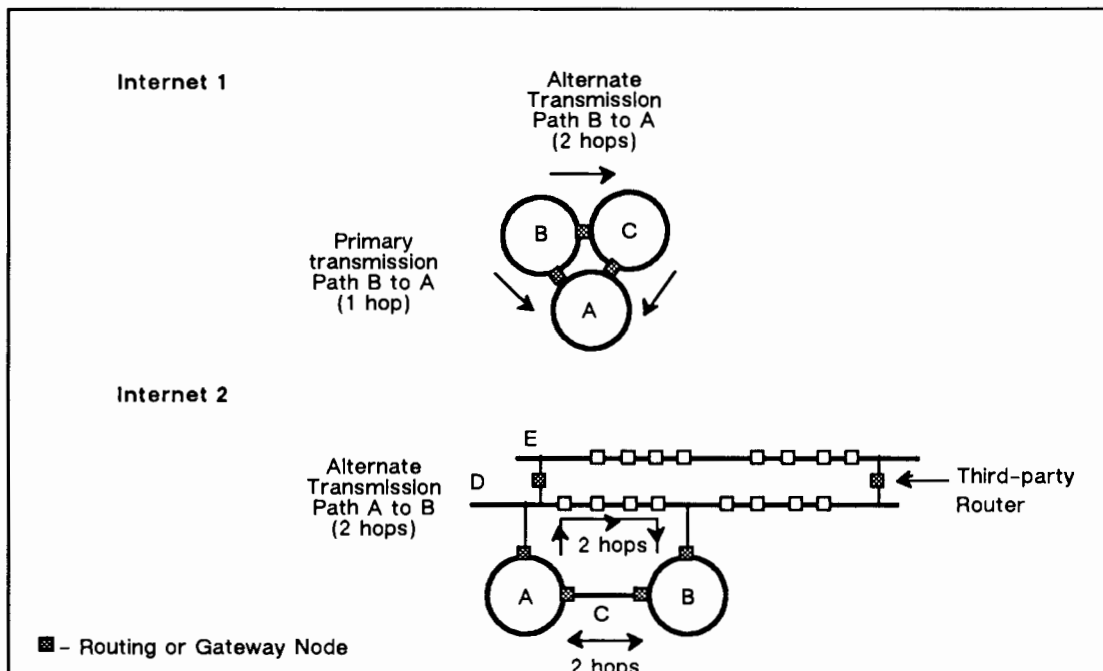 Internet 1
Alternate
Transmission
Path B to A
(2 hops)
B
C
Primary
transmission
Path B to A
(1 hop)
A
Internet 2
E
Alternate
Transmission
Path A to B
(2 hops)
D
Third-party
Router
2 hops
A
B
C
- Routing or Gateway Node
2 hops